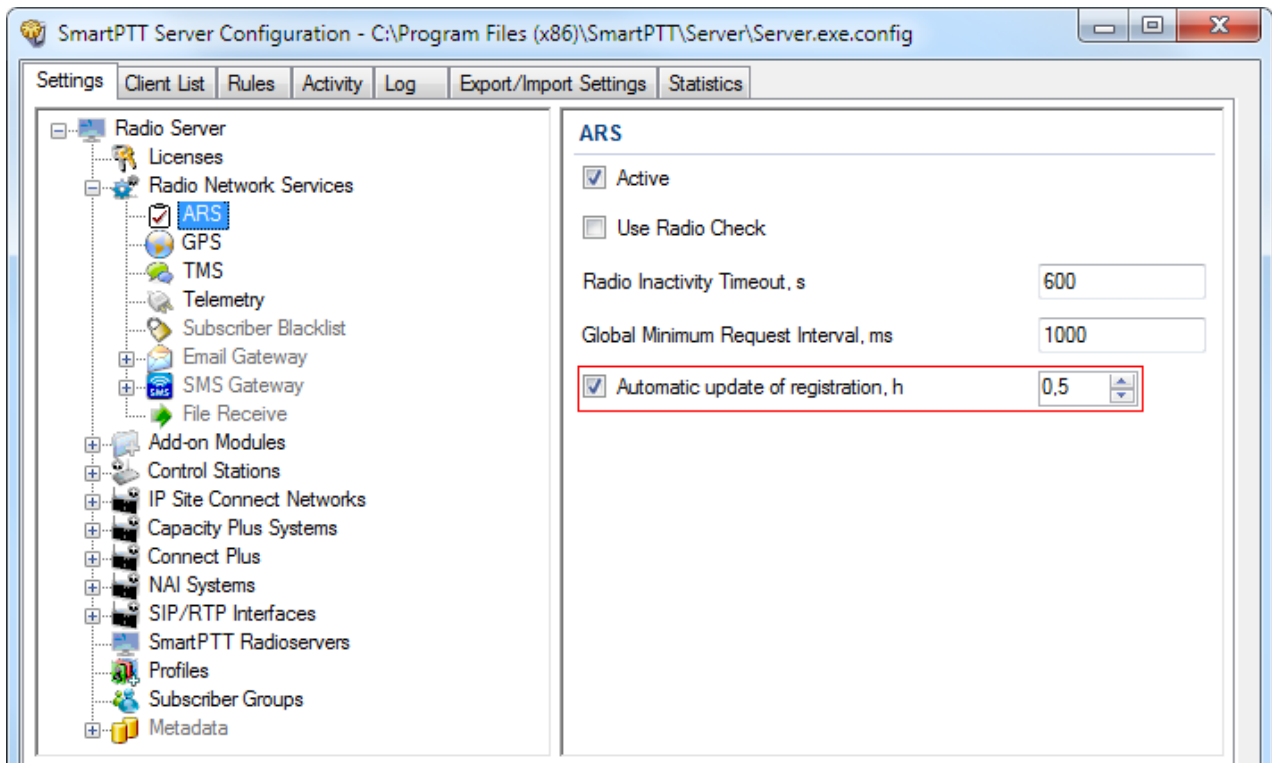 SmartPTT Server Configuration - C:\Program Files (x86)\SmartPTT\Server\Server.exe.config
Settings Client List Rules Activity Log Export/Import Settings Statistics
Radio Server
Licenses
Radio Network Services
ARS
GPS
TMS
Telemetry
Subscriber Blacklist
Email Gateway
SMS Gateway
File Receive
Add-on Modules
Control Stations
IP Site Connect Networks
Capacity Plus Systems
Connect Plus
NAI Systems
SIP/RTP Interfaces
SmartPTT Radioservers
Profiles
Subscriber Groups
Metadata
ARS
Active
Use Radio Check
Radio Inactivity Timeout, s 600
Global Minimum Request Interval, ms 1000
Automatic update of registration, h 0,5